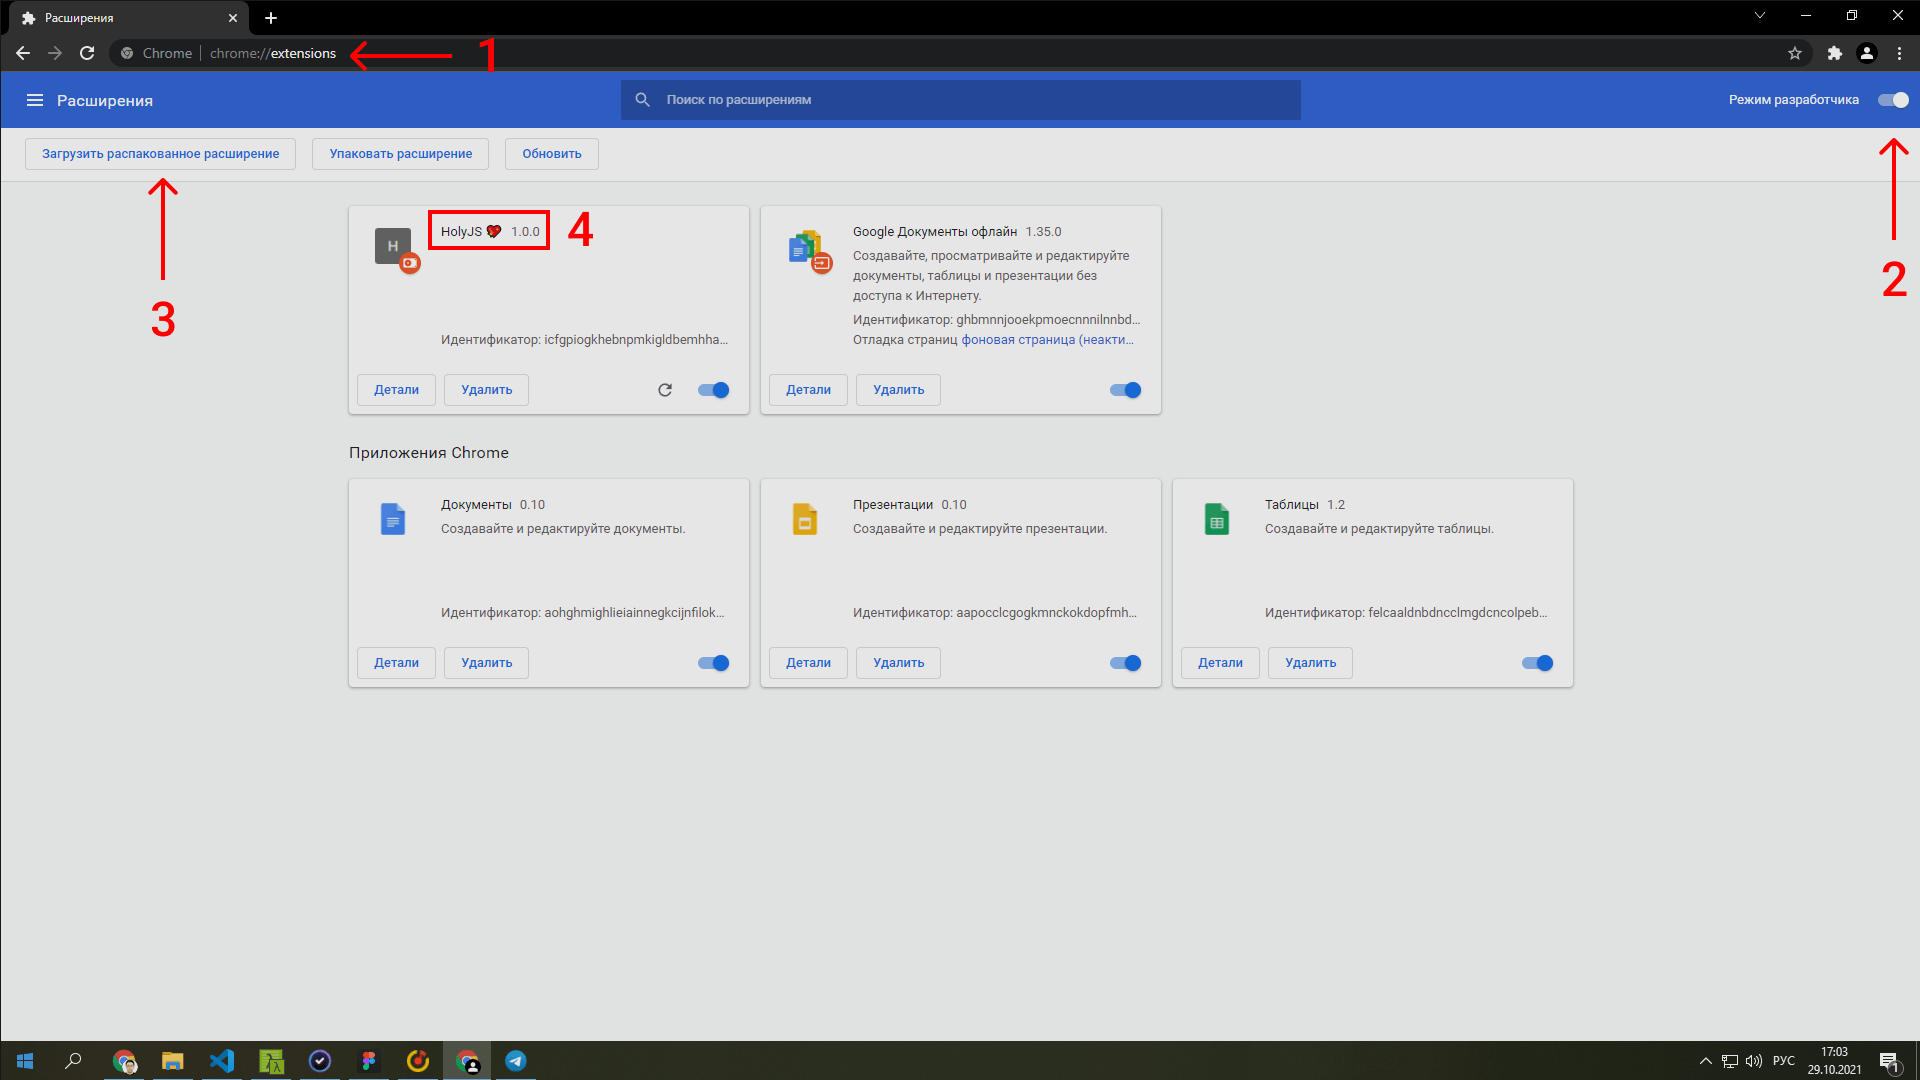 Расширения
Chrome
chrome://extensions
1
Расширения
Поиск по расширениям
Режим разработчика
Загрузить распакованное расширение
Упаковать расширение
Обновить
2
3
H
HolyJS 💖 1.0.0
4
Идентификатор: icfgpiogkhebnpmkigldbemhha...
Детали
Удалить
Google Документы офлайн 1.35.0
Создавайте, просматривайте и редактируйте
документы, таблицы и презентации без
доступа к Интернету.
Идентификатор: ghbmnnjooekpmoecnnnilnnbd...
Отладка страниц фоновая страница (неакти...
Детали
Удалить
Приложения Chrome
Документы 0.10
Создавайте и редактируйте документы.
Идентификатор: aohghmighlieiainnegkcijnfilok...
Детали
Удалить
Презентации 0.10
Создавайте и редактируйте презентации.
Идентификатор: aapocclcgogkmnckokdopfmh...
Детали
Удалить
Таблицы 1.2
Создавайте и редактируйте таблицы.
Идентификатор: felcaaldnbdncclmgdcncolpeb...
Детали
Удалить
РУС
17:03
29.10.2021
1